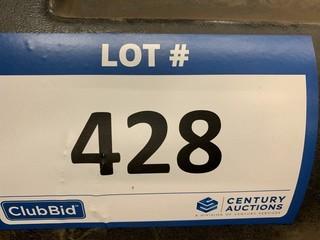 LOT #
428
ClubBid
CENTURY
AUCTIONS
A DIVISION OF CENTURY SERVICES